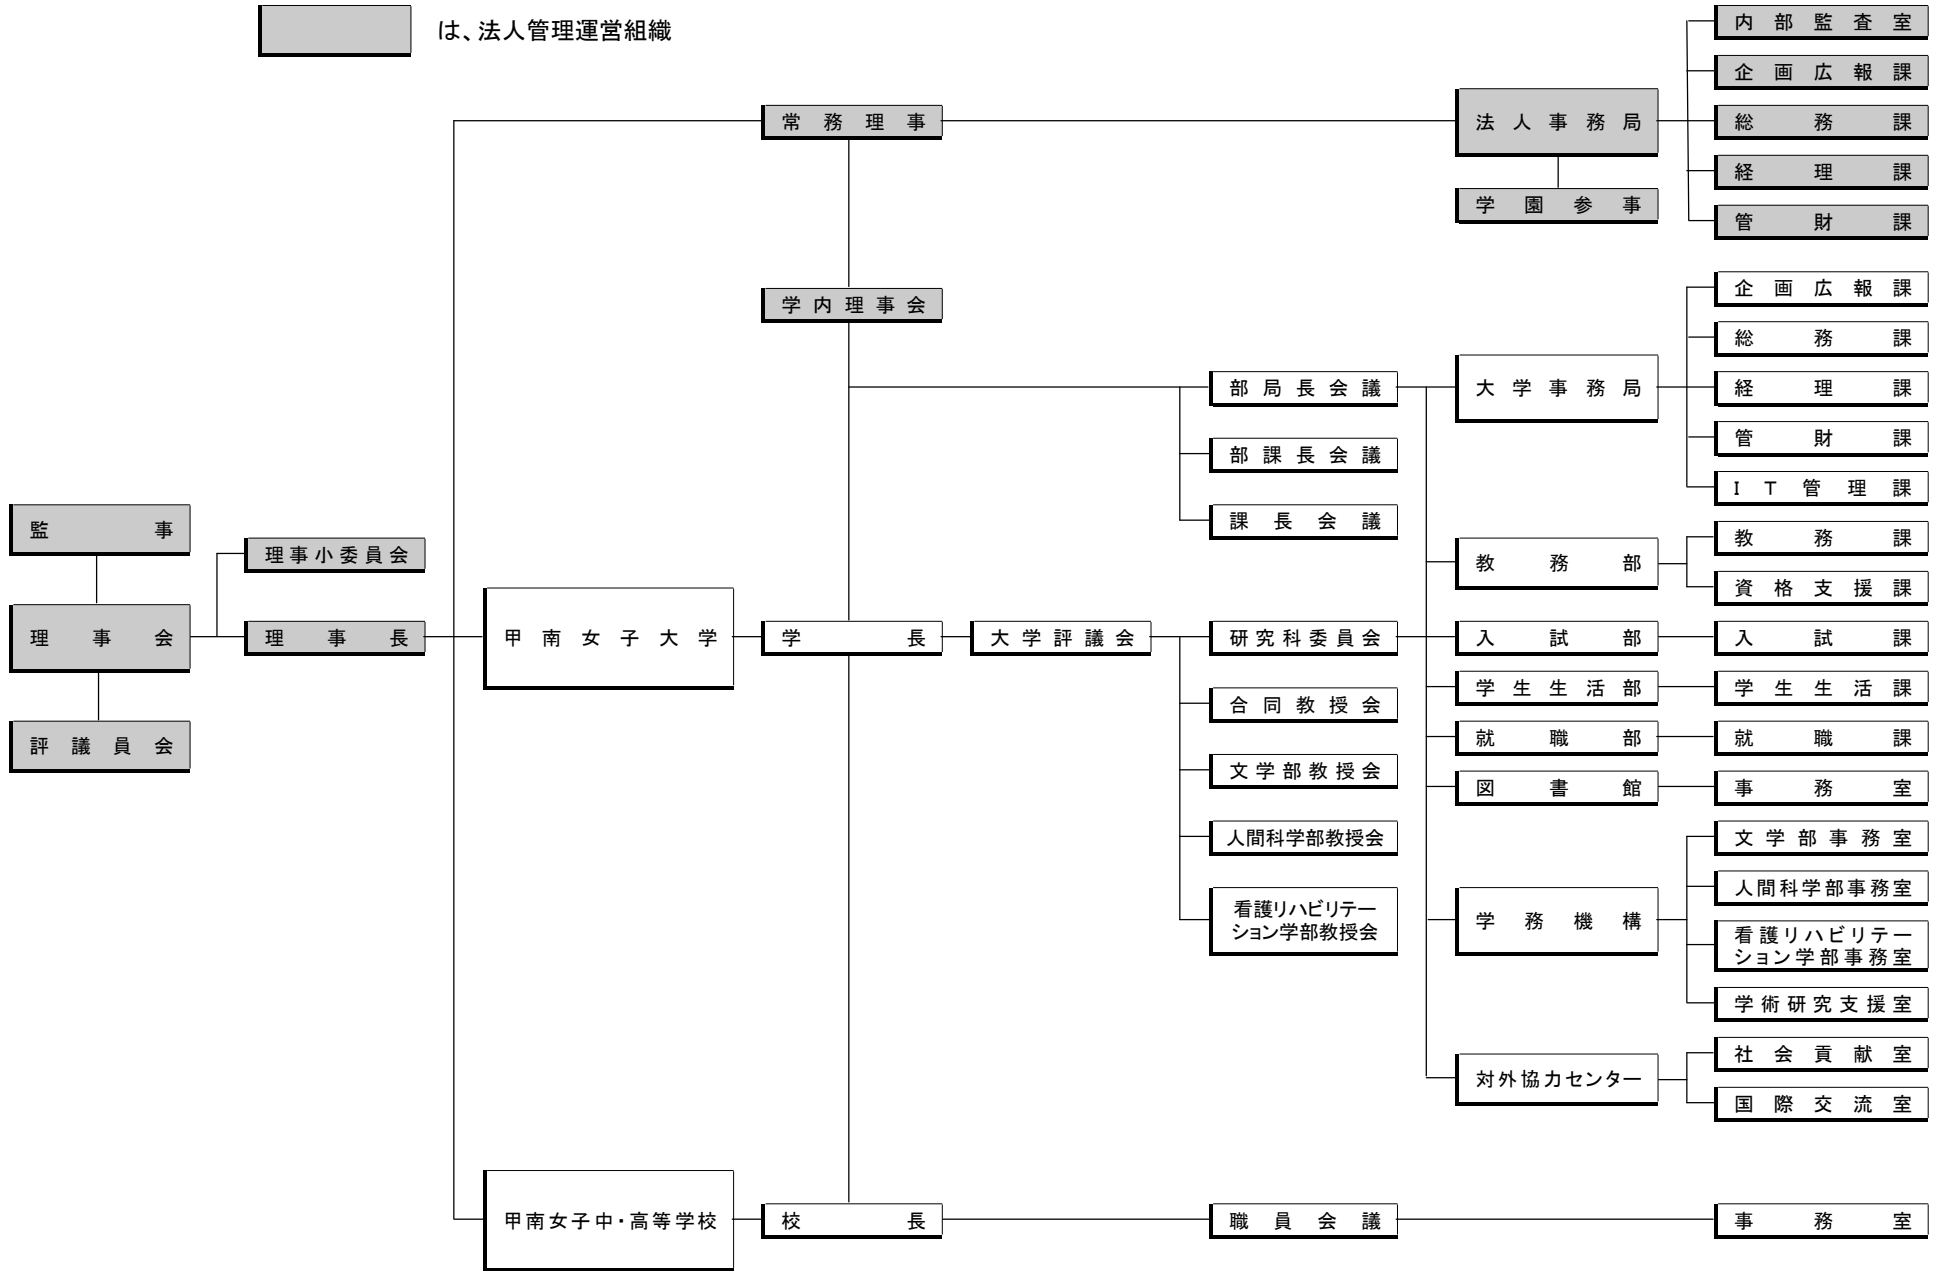 は、法人管理運営組織
内部監査室
企画広報課
常務理事
法人事務局
総務課
経理課
学園参事
管財課
学内理事会
企画広報課
総務課
部局長会議
大学事務局
経理課
部課長会議
管財課
IT管理課
課長会議
監事
理事小委員会
教務部
教務課
資格支援課
理事会
理事長
甲南女子大学
学長
大学評議会
研究科委員会
入試部
入試課
学生生活部
学生生活課
合同教授会
評議員会
就職部
就職課
文学部教授会
図書館
事務室
人間科学部教授会
文学部事務室
人間科学部事務室
看護リハビリテー
ション学部教授会
学務機構
看護リハビリテー
ション学部事務室
学術研究支援室
社会貢献室
対外協力センター
国際交流室
甲南女子中・高等学校
校長
職員会議
事務室